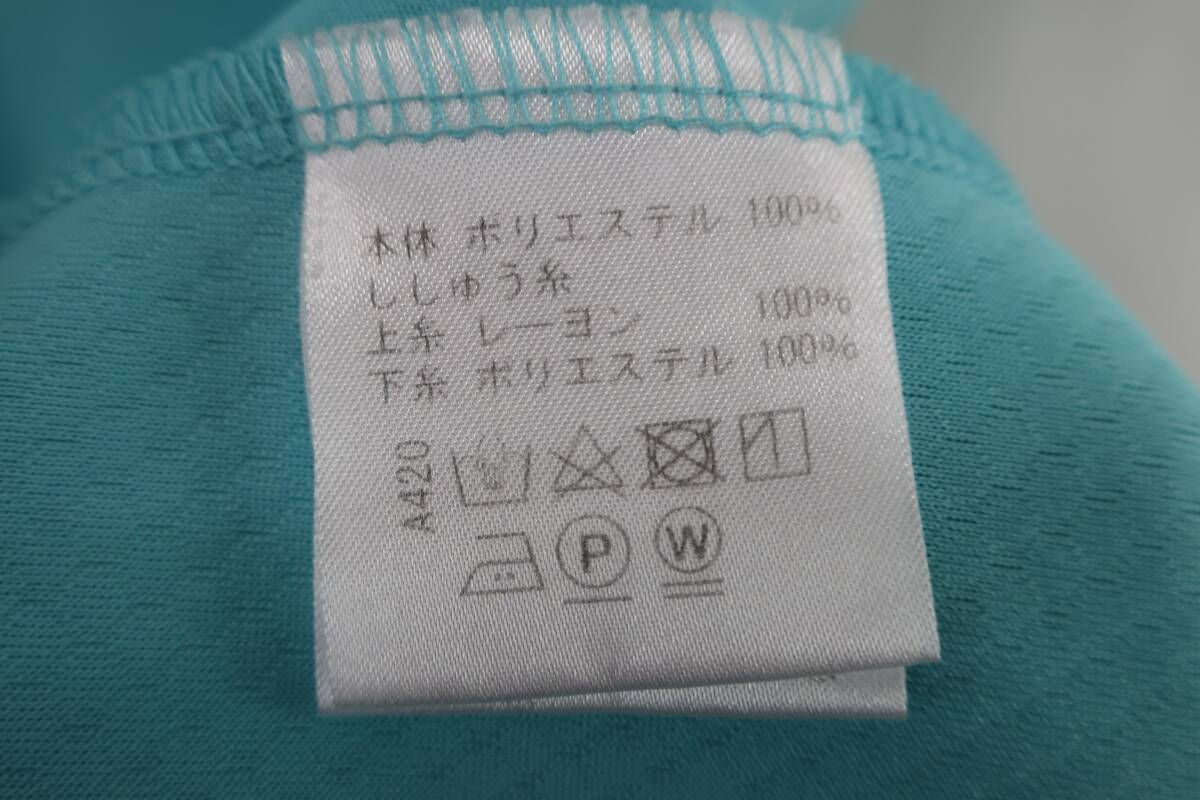 本体 ポリエステル 100%
ししゅう糸
上糸 レーヨン 100%
下糸 ポリエステル 100%
A420
P
W